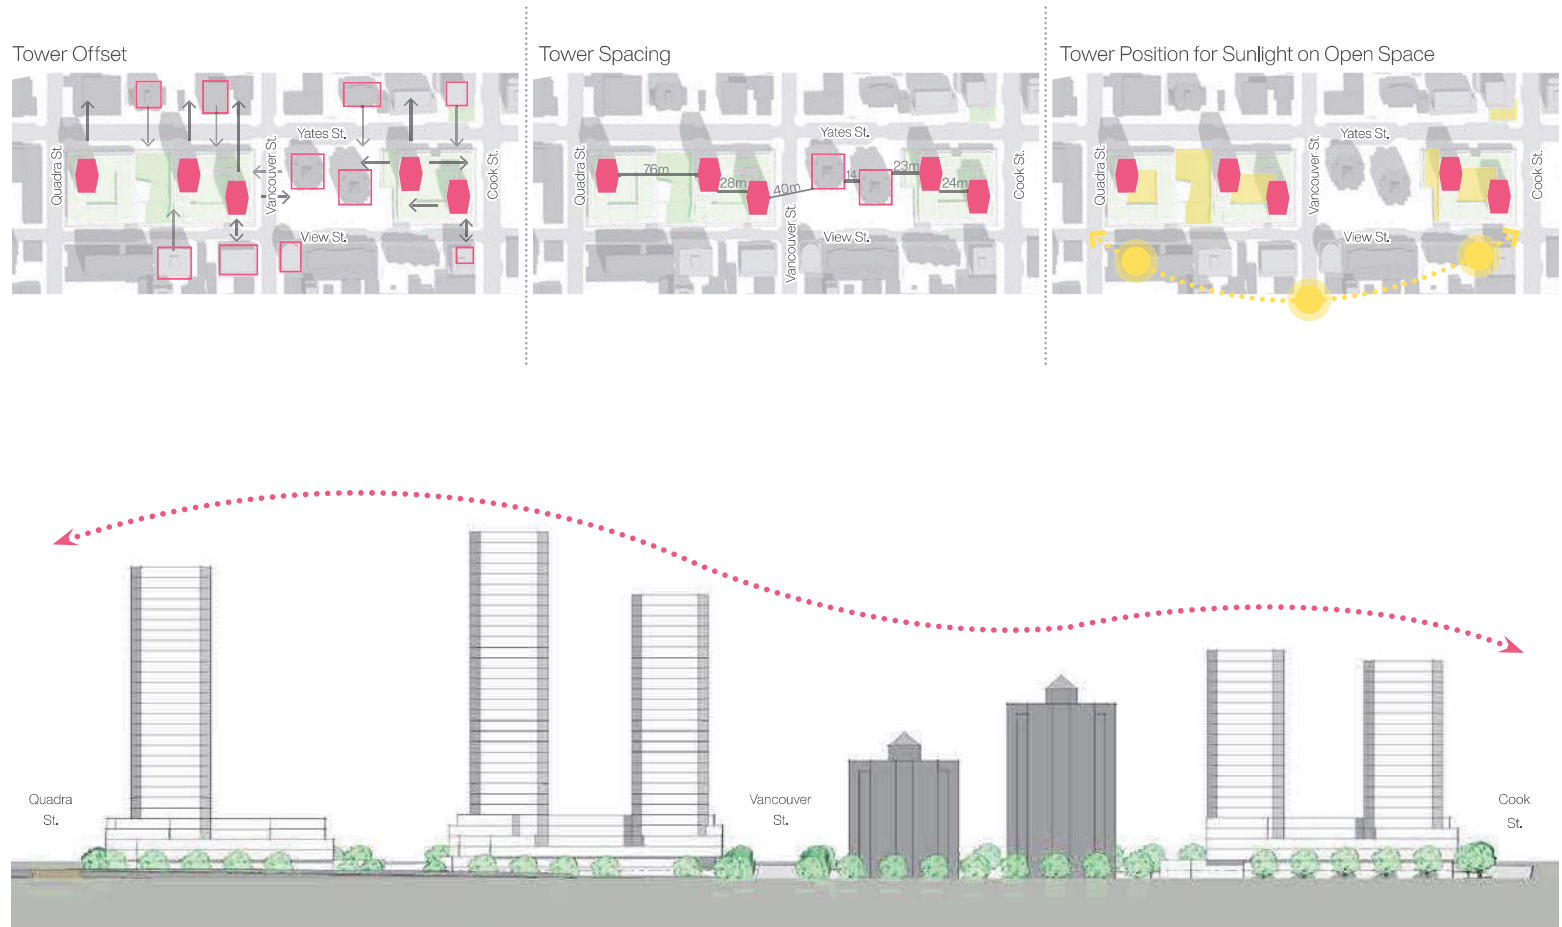 Tower Offset
Quadra St.
Yates St.
Vancouver St.
View St.
Cook St.
Tower Spacing
Quadra St.
Yates St.
76m
28m
40m
14
23m
24m
Vancouver St.
View St.
Cook St.
Tower Position for Sunlight on Open Space
Quadra St.
Yates St.
Vancouver St.
View St.
Cook St.
Quadra
St.
Vancouver
St.
Cook
St.